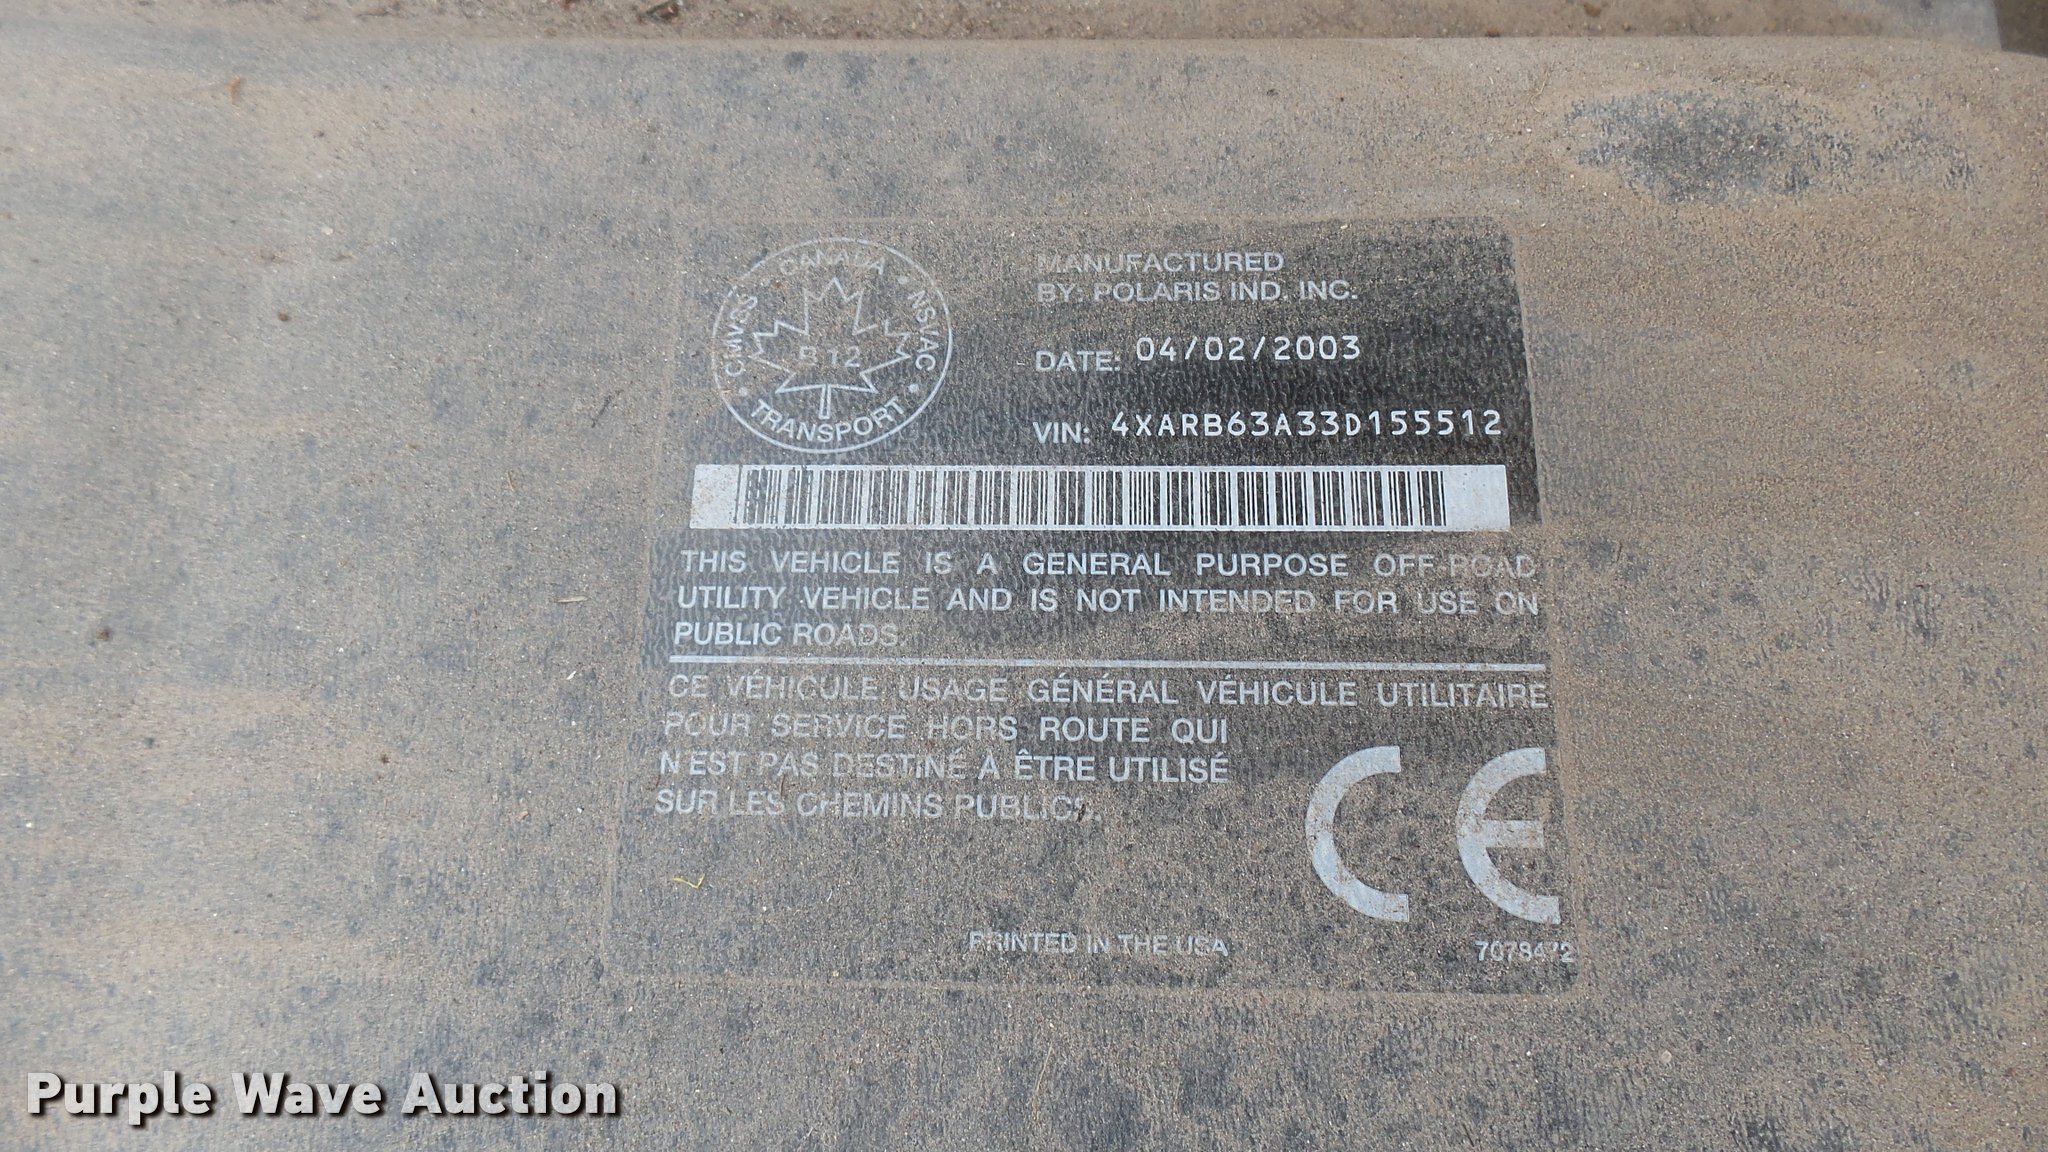 CANADA
CMVSS
NSVAC
B12
TRANSPORT
MANUFACTURED
BY: POLARIS IND. INC.
DATE: 04/02/2003
VIN: 4XARB63A33D155512
THIS VEHICLE IS A GENERAL PURPOSE OFF-ROAD
UTILITY VEHICLE AND IS NOT INTENDED FOR USE ON
PUBLIC ROADS.
CE VÉHICULE USAGE GÉNÉRAL VÉHICULE UTILITAIRE
POUR SERVICE HORS ROUTE QUI
N'EST PAS DESTINÉ A ÊTRE UTILISÉ
SUR LES CHEMINS PUBLICS.
CE
PRINTED IN THE USA
7078472
Purple Wave Auction